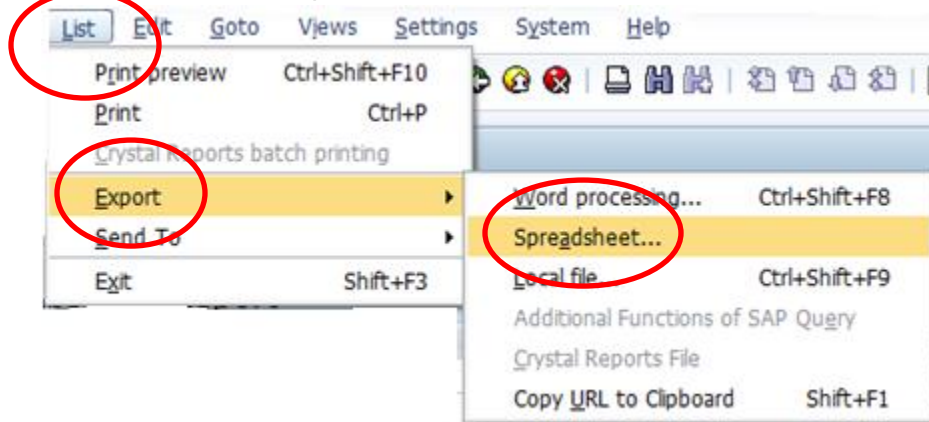 List Edit Goto Views Settings System Help
Print preview Ctrl+Shift+F10
Print Ctrl+P
Crystal Reports batch printing
Export
Send To
Exit Shift+F3
Word processing... Ctrl+Shift+F8
Spreadsheet...
Local file... Ctrl+Shift+F9
Additional Functions of SAP Query
Crystal Reports File
Copy URL to Clipboard Shift+F1